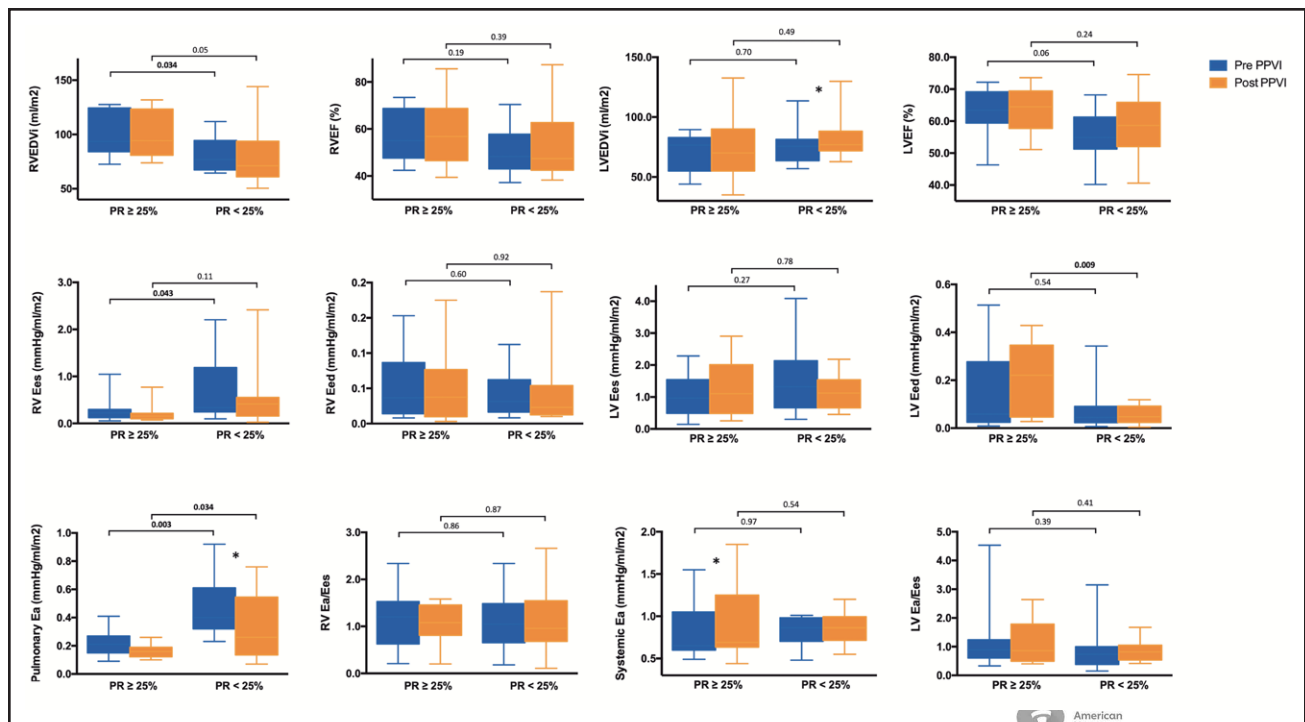 0.05
0.034
150
100
50
RVEDVi (ml/m2)
PR ≥ 25%
PR < 25%
0.39
0.19
80
60
40
RVEF (%)
PR ≥ 25%
PR < 25%
0.49
0.70
*
150.0
100.0
50.0
LVEDVi (ml/m2)
PR ≥ 25%
PR < 25%
0.24
0.06
80.0
70.0
60.0
50.0
40.0
LVEF (%)
PR ≥ 25%
PR < 25%
Pre PPVI
Post PPVI
0.11
0.043
3.0
2.0
1.0
0.0
RV Ees (mmHg/ml/m2)
PR ≥ 25%
PR < 25%
0.92
0.60
0.2
0.2
0.1
0.1
0.0
RV Eed (mmHg/ml/m2)
PR ≥ 25%
PR < 25%
0.78
0.27
4.0
3.0
2.0
1.0
0.0
LV Ees (mmHg/ml/m2)
PR ≥ 25%
PR < 25%
0.009
0.54
0.6
0.4
0.2
0.0
LV Eed (mmHg/ml/m2)
PR ≥ 25%
PR < 25%
0.034
0.003
*
1.0
0.8
0.6
0.4
0.2
0.0
Pulmonary Ea (mmHg/ml/m2)
PR ≥ 25%
PR < 25%
0.87
0.86
3.0
2.0
1.0
0.0
RV Ea/Ees
PR ≥ 25%
PR < 25%
0.54
0.97
*
2.0
1.5
1.0
0.5
Systemic Ea (mmHg/ml/m2)
PR ≥ 25%
PR < 25%
0.41
0.39
5.0
4.0
3.0
2.0
1.0
0.0
LV Ea/Ees
PR ≥ 25%
PR < 25%
American